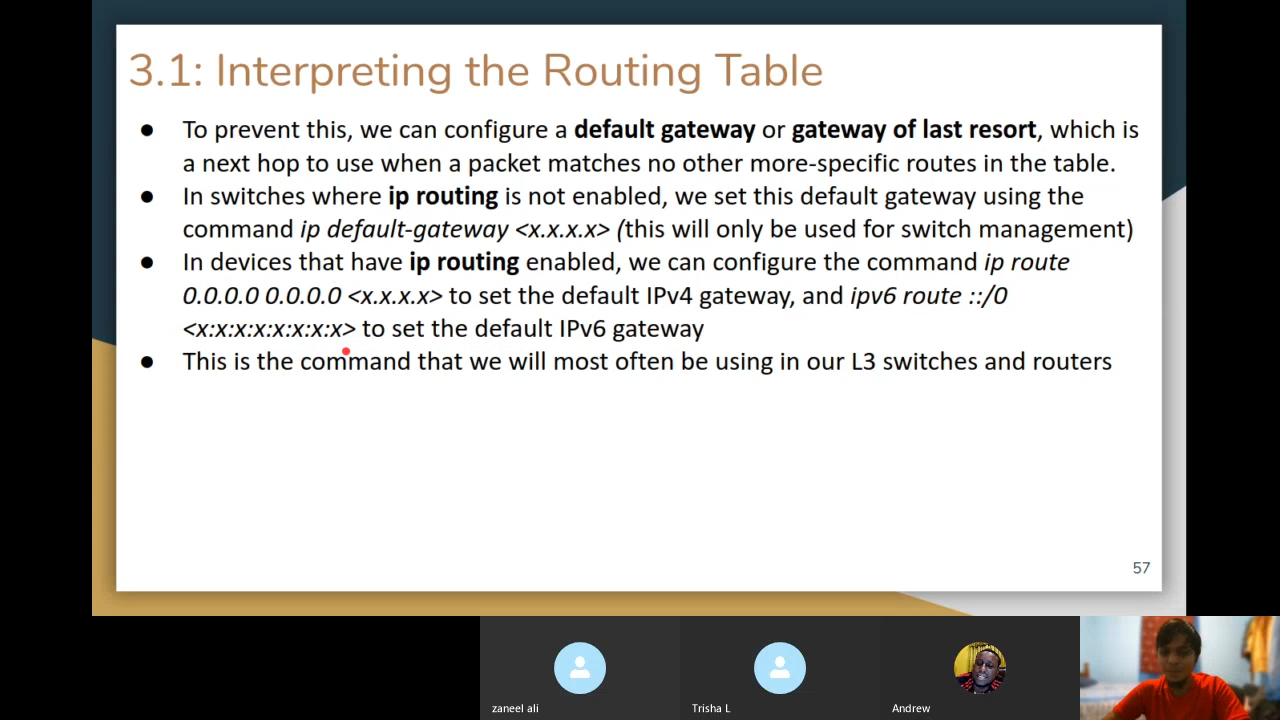 3.1: Interpreting the Routing Table
● To prevent this, we can configure a default gateway or gateway of last resort, which is
a next hop to use when a packet matches no other more-specific routes in the table.
● In switches where ip routing is not enabled, we set this default gateway using the
command ip default-gateway <x.x.x.x> (this will only be used for switch management)
● In devices that have ip routing enabled, we can configure the command ip route
0.0.0.0 0.0.0.0 <x.x.x.x> to set the default IPv4 gateway, and ipv6 route ::/0
<x:x:x:x:x:x:x:x> to set the default IPv6 gateway
● This is the command that we will most often be using in our L3 switches and routers
57
zaneel ali
Trisha L
Andrew